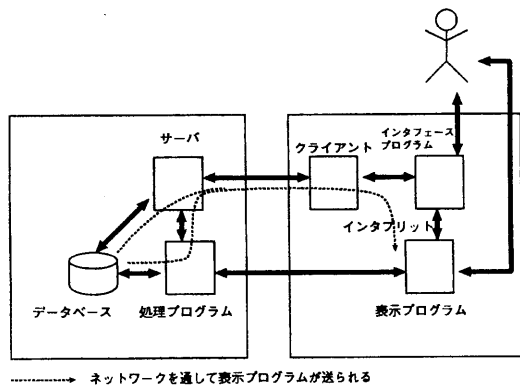 サーバ
クライアント
インタフェース
プログラム
インタプリット
データベース
処理プログラム
表示プログラム
ネットワークを通して表示プログラムが送られる